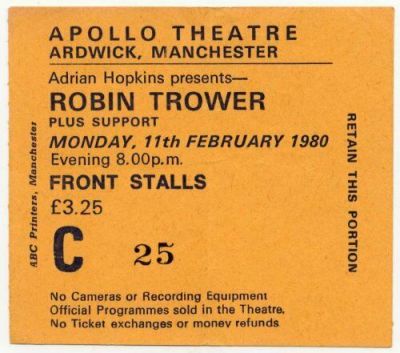 APOLLO THEATRE
ARDWICK, MANCHESTER
Adrian Hopkins presents—
ROBIN TROWER
PLUS SUPPORT
MONDAY, 11th FEBRUARY 1980
Evening 8.00p.m.
FRONT STALLS
£3.25
C 25
No Cameras or Recording Equipment
Official Programmes sold in the Theatre.
No Ticket exchanges or money refunds
ABC Printers, Manchester
RETAIN THIS PORTION